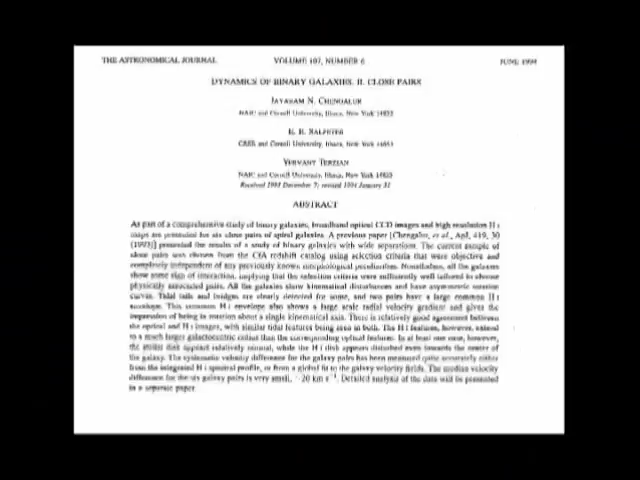 THE ASTRONOMICAL JOURNAL VOLUME 107, NUMBER 6 JUNE 1994
DYNAMICS OF BINARY GALAXIES. II. CLOSE PAIRS
JAYARAM N. CHENGALUR
NAIC and Cornell University, Ithaca, New York 14853
E. E. SALPETER
CRSR and Cornell University, Ithaca, New York 14853
YERVANT TERZIAN
NAIC and Cornell University, Ithaca, New York 14853
Received 1993 December 7; revised 1994 January 31
ABSTRACT
As part of a comprehensive study of binary galaxies, broadband optical CCD images and high resolution H I
maps are presented for six close pairs of spiral galaxies. A previous paper [Chengalur, et al., ApJ, 419, 30
(1993)] presented the results of a study of binary galaxies with wide separations. The current sample of
close pairs was chosen from the CfA redshift catalog using selection criteria that were objective and
completely independent of any previously known morphological peculiarities. Nonetheless, all the galaxies
show some sign of interaction, implying that the selection criteria were sufficiently well tailored to choose
physically associated pairs. All the galaxies show kinematical disturbances and have asymmetric rotation
curves. Tidal tails and bridges are clearly detected for some, and two pairs have a large common H I
envelope. This common H I envelope also shows a large scale radial velocity gradient and gives the
impression of being in rotation about a single kinematical axis. There is relatively good agreement between
the optical and H I images, with similar tidal features being seen in both. The H I features, however, extend
to a much larger galactocentric radius than the corresponding optical features. In at least one case, however,
the stellar disk appears relatively normal, while the H I disk appears disturbed even towards the center of
the galaxy. The systematic velocity difference for the galaxy pairs has been measured quite accurately either
from the integrated H I spectral profile, or from a global fit to the galaxy velocity fields. The median velocity
difference for the six galaxy pairs is very small, ~20 km s⁻¹. Detailed analysis of the data will be presented
in a separate paper.